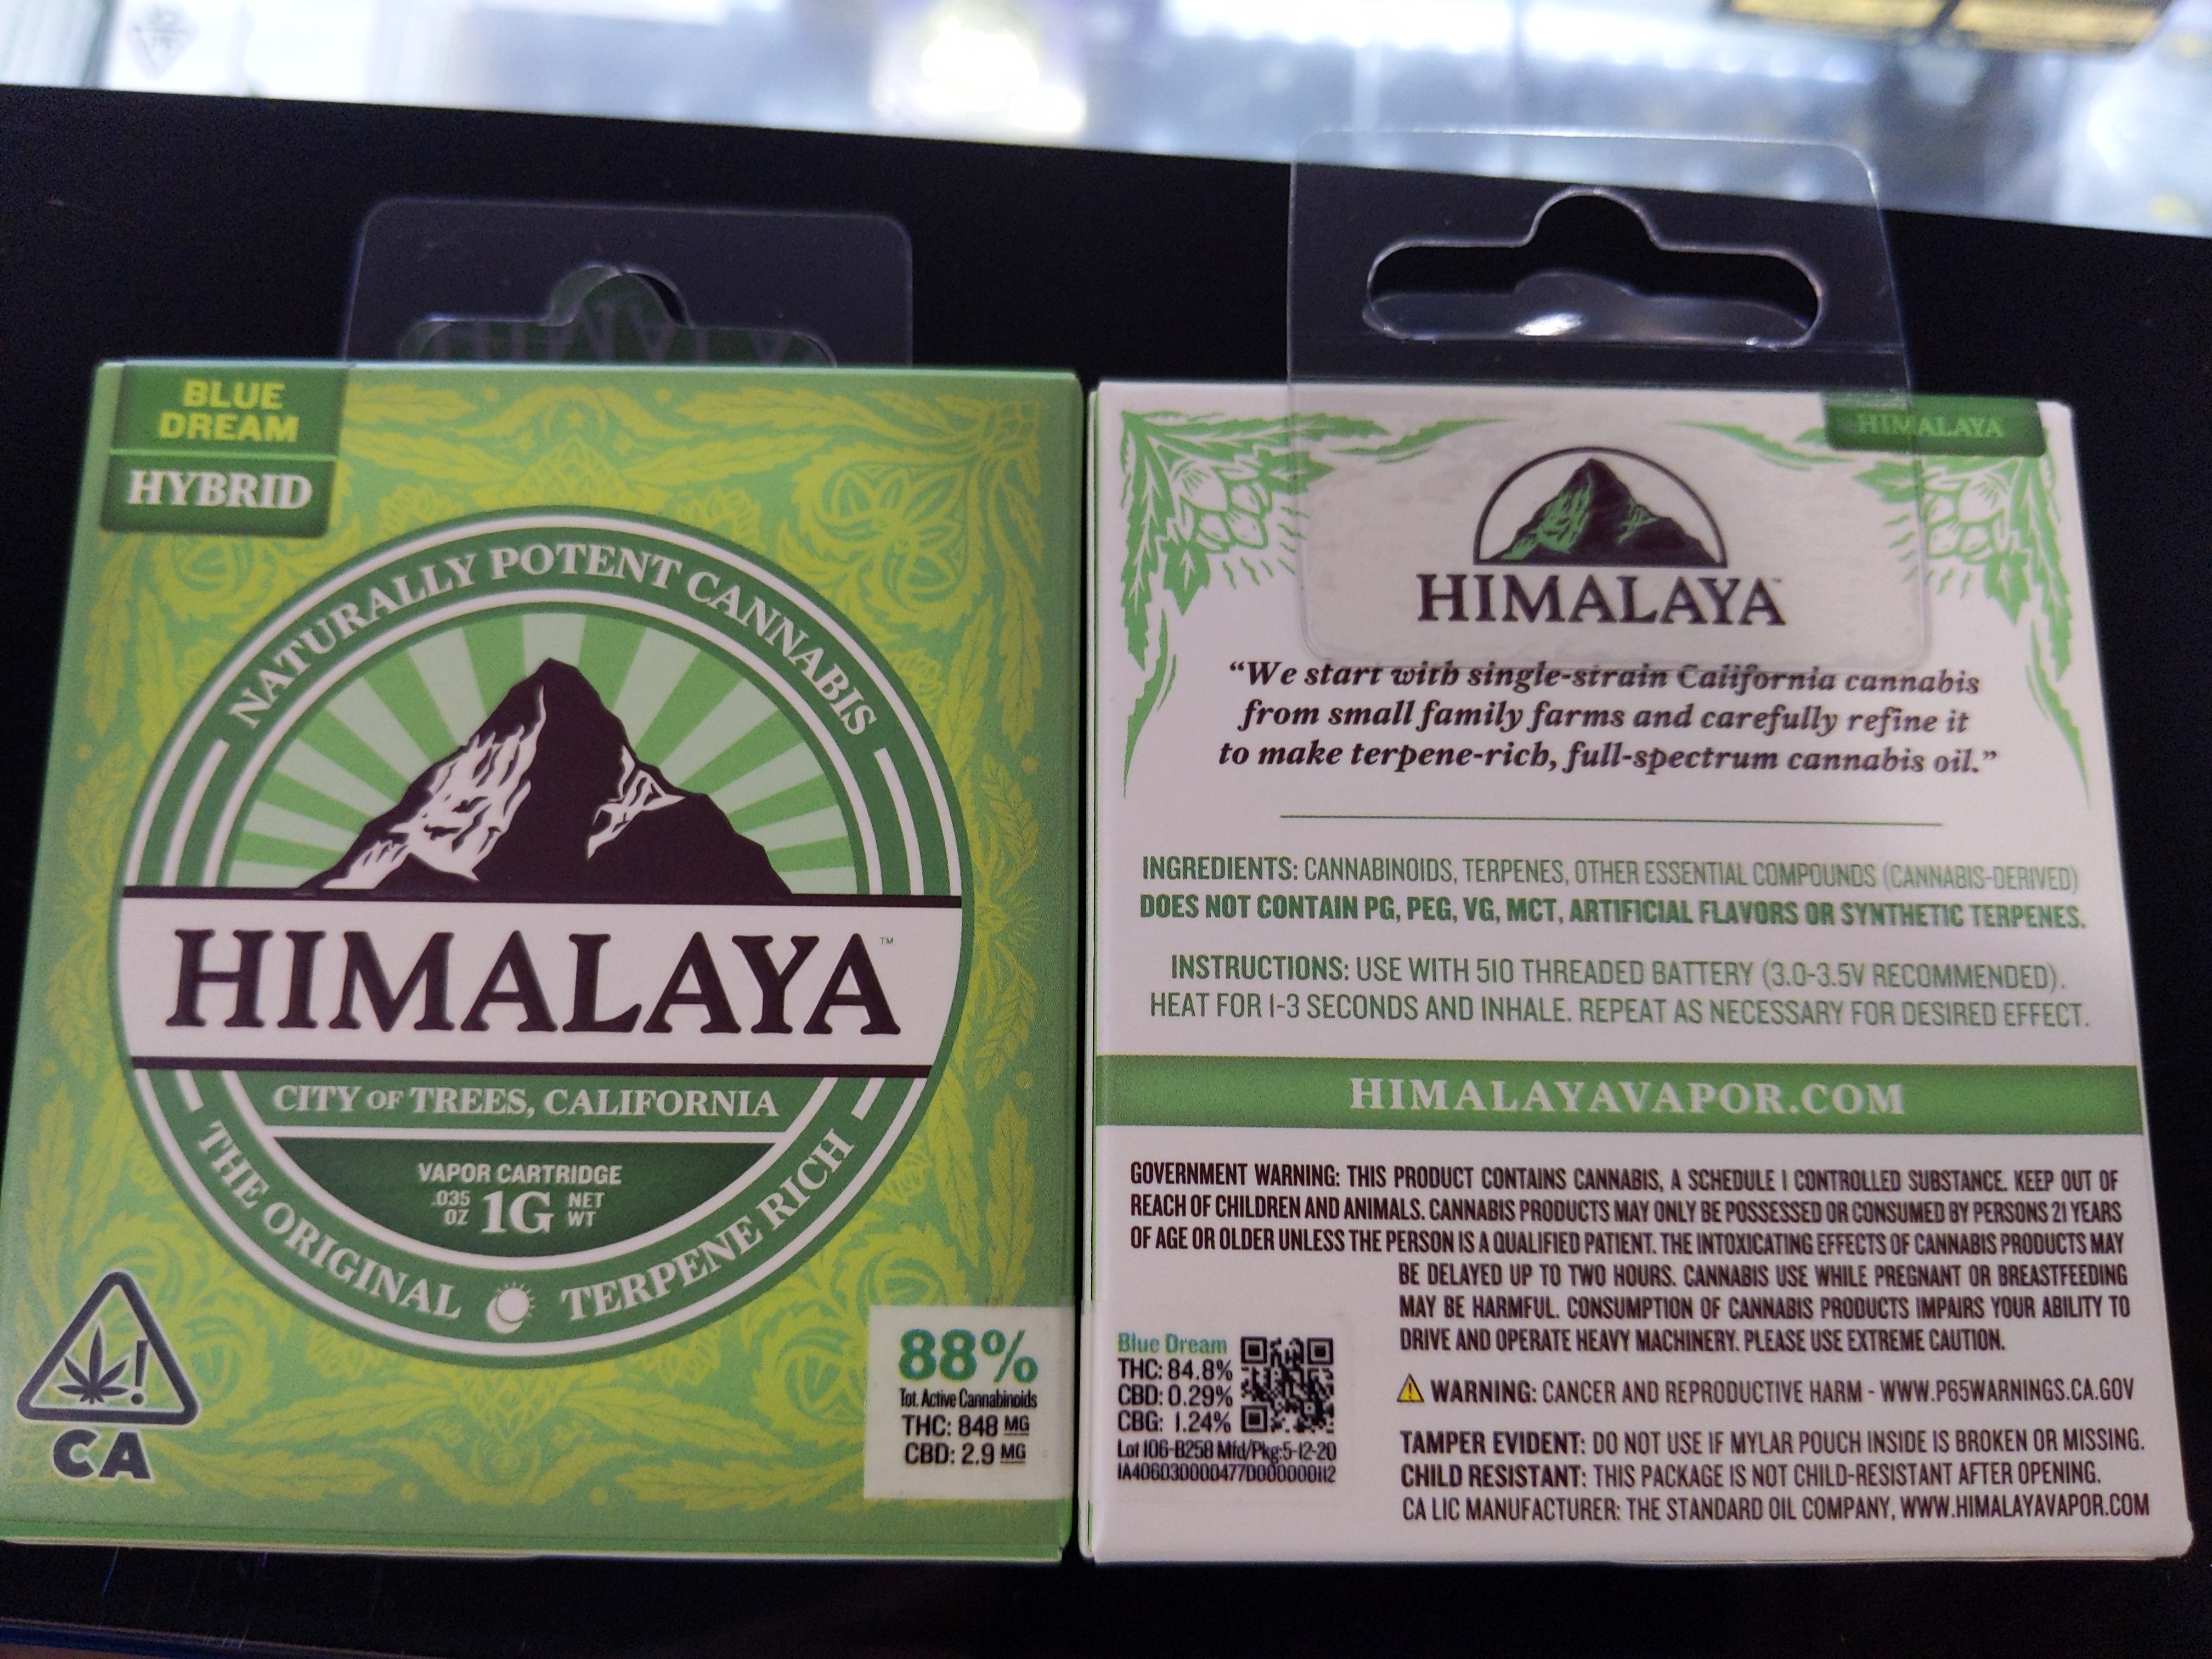 BLUE
DREAM
HYBRID
NATURALLY POTENT CANNABIS
HIMALAYA™
CITY OF TREES, CALIFORNIA
VAPOR CARTRIDGE
.035 OZ 1G NET WT
THE ORIGINAL TERPENE RICH
CA
88%
Tot. Active Cannabinoids
THC: 848 MG
CBD: 2.9 MG
HIMALAYA
HIMALAYA™
“We start with single-strain California cannabis
from small family farms and carefully refine it
to make terpene-rich, full-spectrum cannabis oil.”
INGREDIENTS: CANNABINOIDS, TERPENES, OTHER ESSENTIAL COMPOUNDS (CANNABIS-DERIVED)
DOES NOT CONTAIN PG, PEG, VG, MCT, ARTIFICIAL FLAVORS OR SYNTHETIC TERPENES.
INSTRUCTIONS: USE WITH 510 THREADED BATTERY (3.0-3.5V RECOMMENDED).
HEAT FOR 1-3 SECONDS AND INHALE. REPEAT AS NECESSARY FOR DESIRED EFFECT.
HIMALAYAVAPOR.COM
GOVERNMENT WARNING: THIS PRODUCT CONTAINS CANNABIS, A SCHEDULE I CONTROLLED SUBSTANCE. KEEP OUT OF
REACH OF CHILDREN AND ANIMALS. CANNABIS PRODUCTS MAY ONLY BE POSSESSED OR CONSUMED BY PERSONS 21 YEARS
OF AGE OR OLDER UNLESS THE PERSON IS A QUALIFIED PATIENT. THE INTOXICATING EFFECTS OF CANNABIS PRODUCTS MAY
BE DELAYED UP TO TWO HOURS. CANNABIS USE WHILE PREGNANT OR BREASTFEEDING
MAY BE HARMFUL. CONSUMPTION OF CANNABIS PRODUCTS IMPAIRS YOUR ABILITY TO
DRIVE AND OPERATE HEAVY MACHINERY. PLEASE USE EXTREME CAUTION.
Blue Dream
THC: 84.8%
CBD: 0.29%
CBG: 1.24%
Lot 106-B258 Mfd/Pkg:5-12-20
1A406030000477D000000112
WARNING: CANCER AND REPRODUCTIVE HARM - WWW.P65WARNINGS.CA.GOV
TAMPER EVIDENT: DO NOT USE IF MYLAR POUCH INSIDE IS BROKEN OR MISSING.
CHILD RESISTANT: THIS PACKAGE IS NOT CHILD-RESISTANT AFTER OPENING.
CA LIC MANUFACTURER: THE STANDARD OIL COMPANY, WWW.HIMALAYAVAPOR.COM